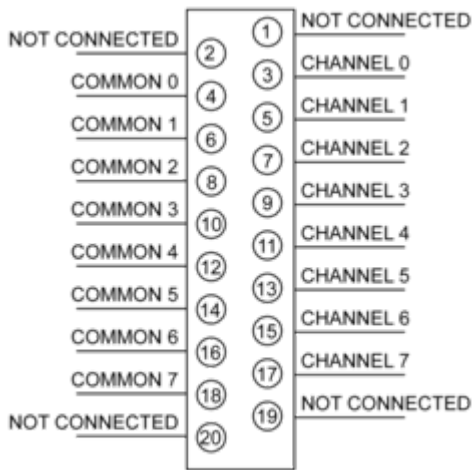 1 NOT CONNECTED
NOT CONNECTED 2
3 CHANNEL 0
COMMON 0 4
5 CHANNEL 1
COMMON 1 6
7 CHANNEL 2
COMMON 2 8
9 CHANNEL 3
COMMON 3 10
11 CHANNEL 4
COMMON 4 12
13 CHANNEL 5
COMMON 5 14
15 CHANNEL 6
COMMON 6 16
17 CHANNEL 7
COMMON 7 18
19 NOT CONNECTED
NOT CONNECTED 20